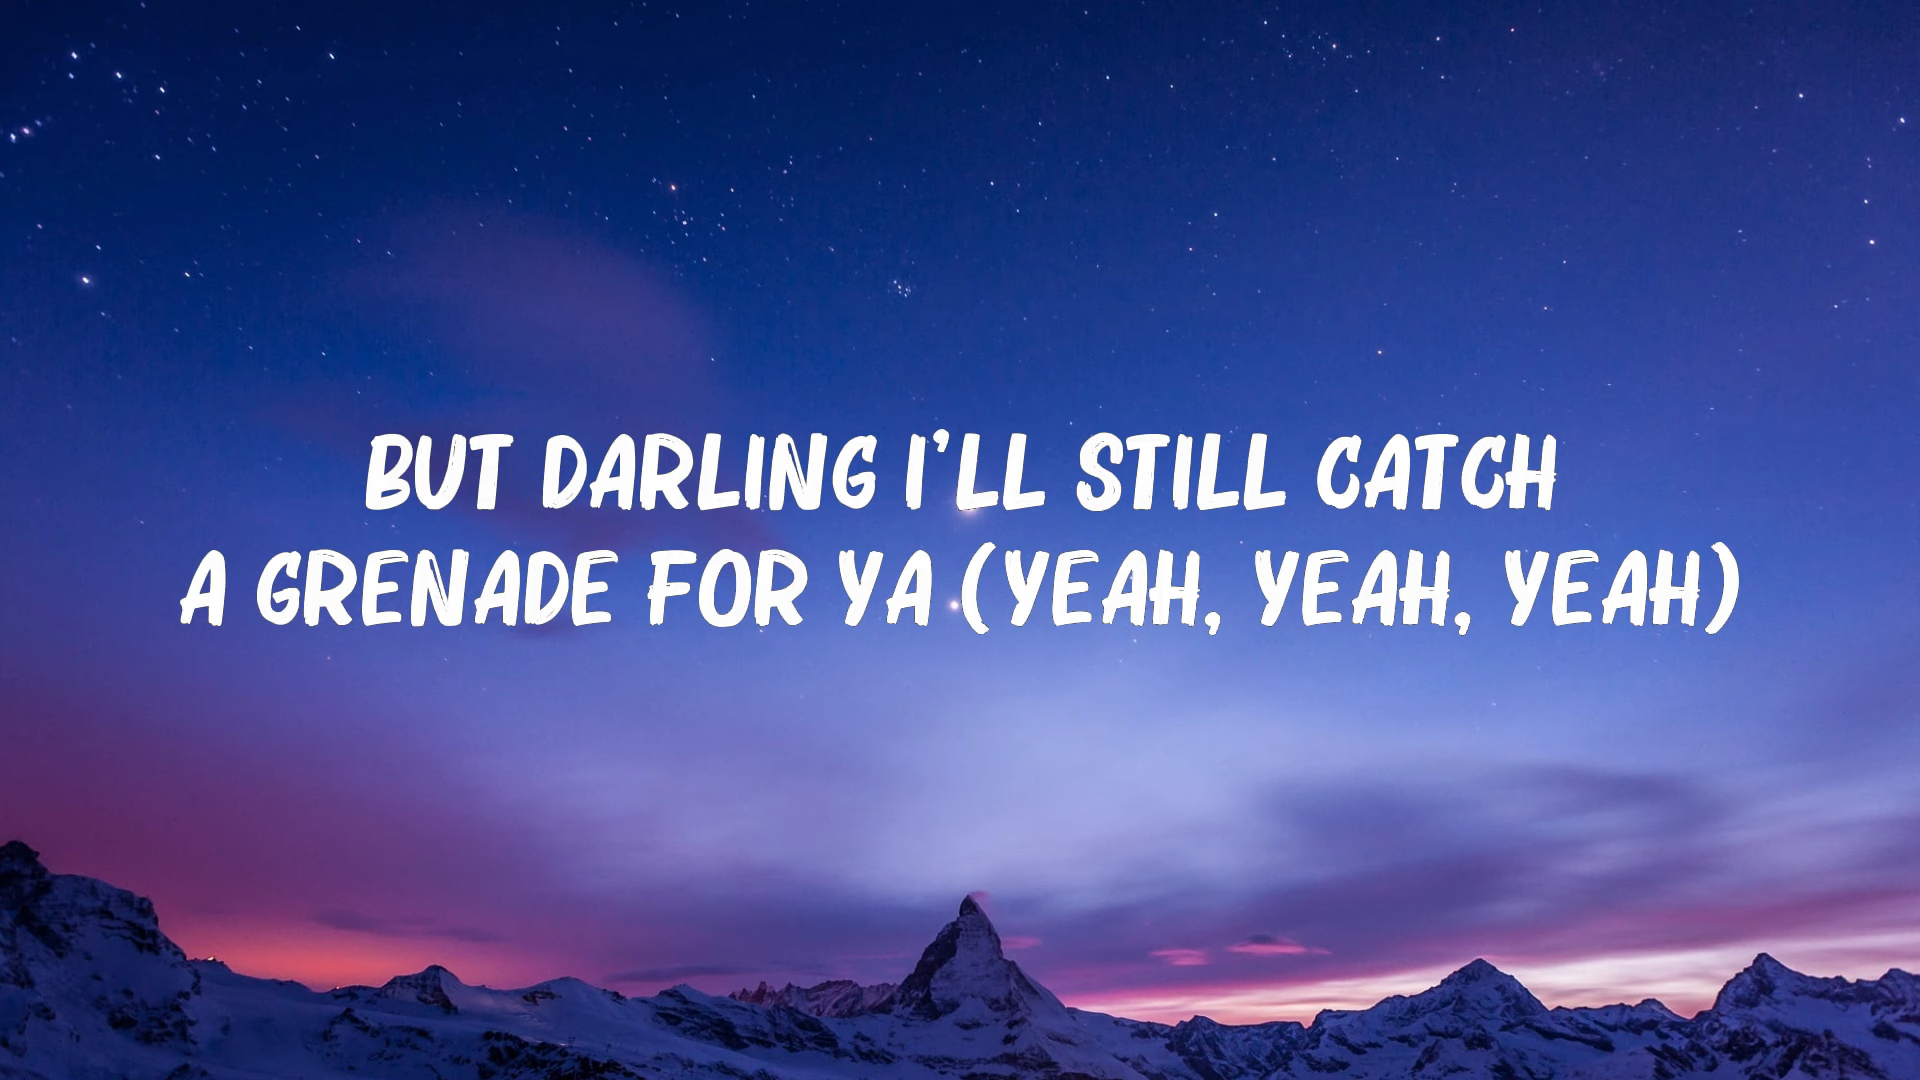 BUT DARLING I'LL STILL CATCH
A GRENADE FOR YA (YEAH, YEAH, YEAH)